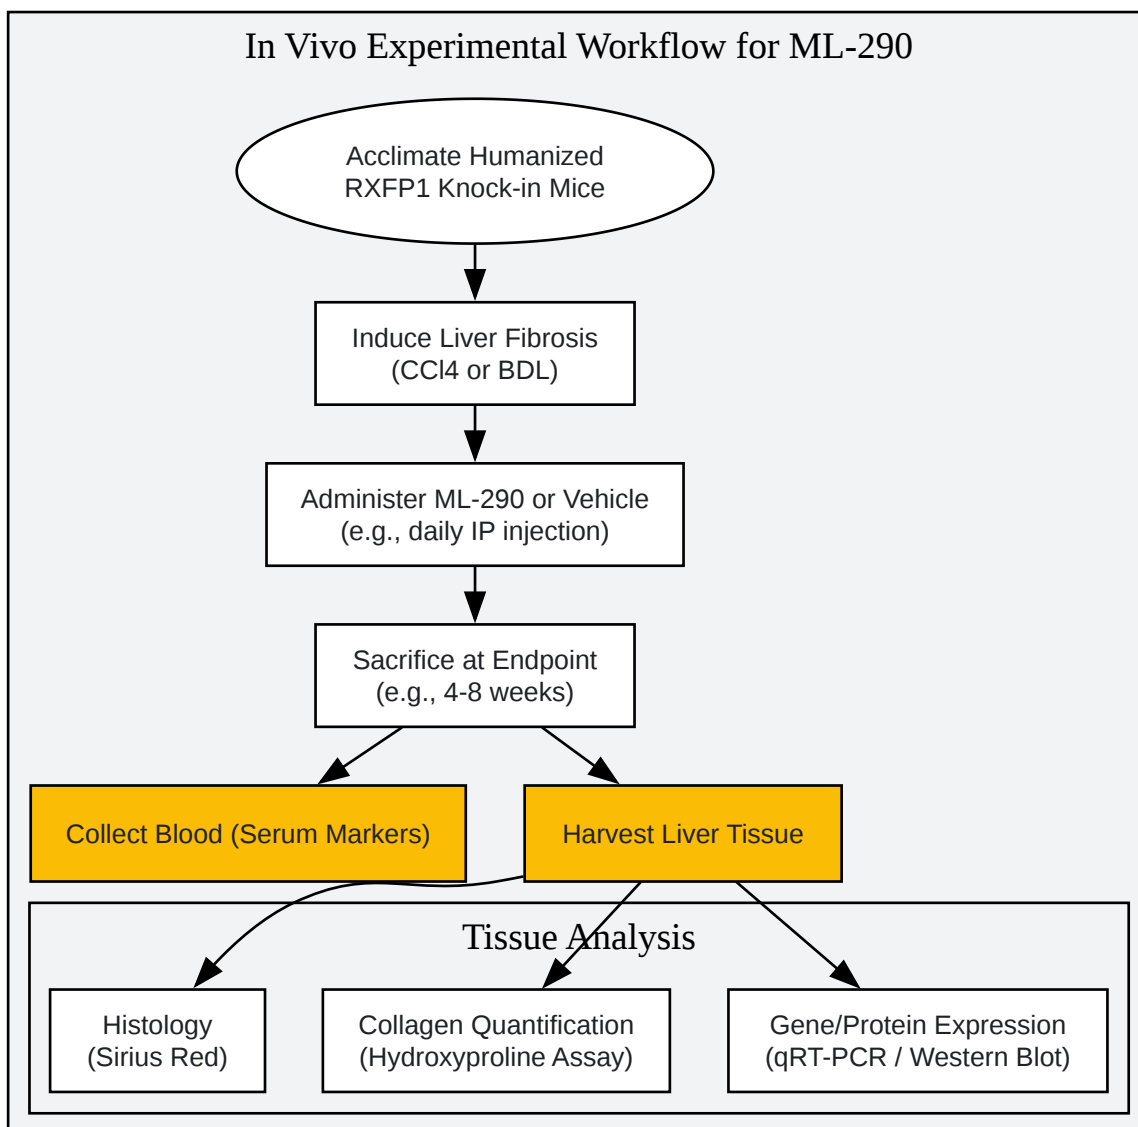 In Vivo Experimental Workflow for ML-290
Acclimate Humanized
RXFP1 Knock-in Mice
Induce Liver Fibrosis
(CCl4 or BDL)
Administer ML-290 or Vehicle
(e.g., daily IP injection)
Sacrifice at Endpoint
(e.g., 4-8 weeks)
Collect Blood (Serum Markers)
Harvest Liver Tissue
Tissue Analysis
Histology
(Sirius Red)
Collagen Quantification
(Hydroxyproline Assay)
Gene/Protein Expression
(qRT-PCR / Western Blot)